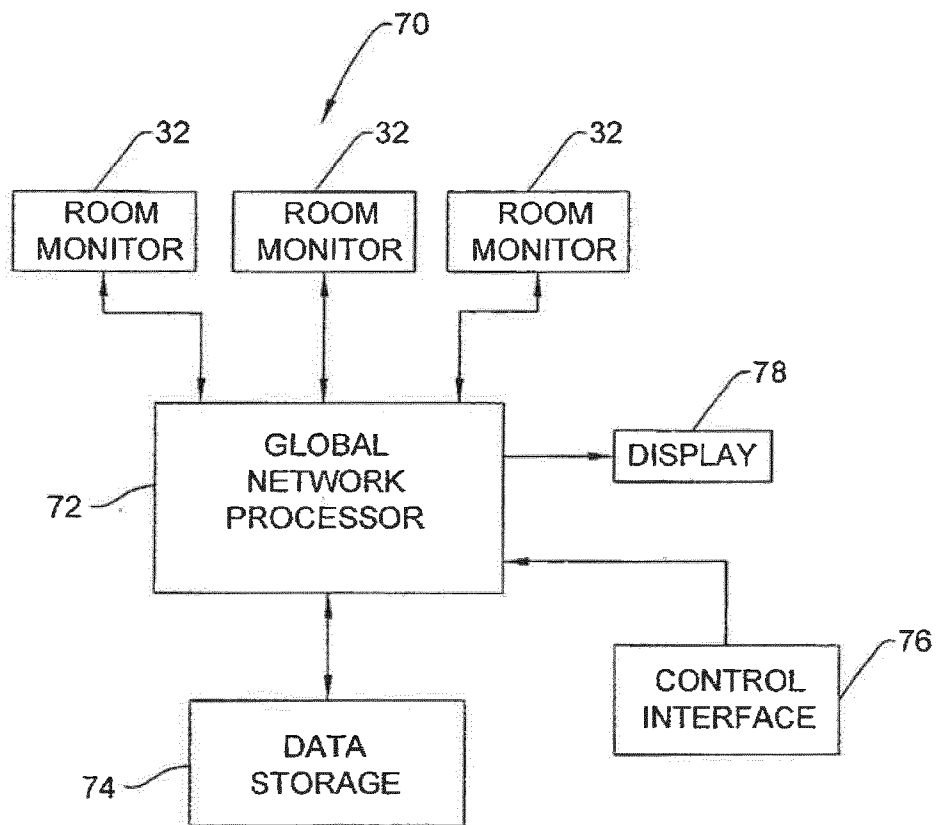 70
32
32
32
ROOM
MONITOR
ROOM
MONITOR
ROOM
MONITOR
78
DISPLAY
GLOBAL
NETWORK
PROCESSOR
72
76
CONTROL
INTERFACE
DATA
STORAGE
74